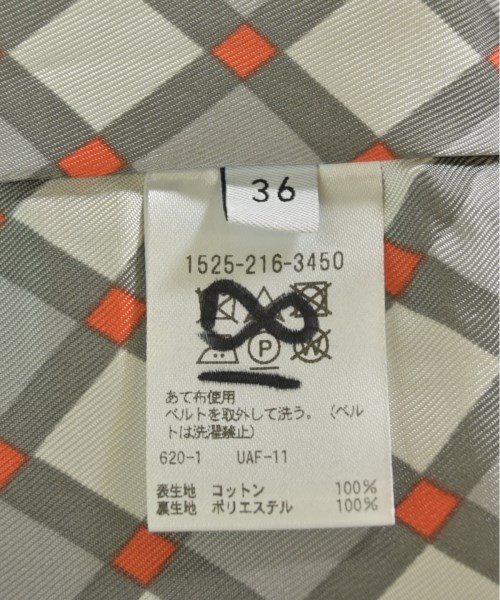 36
1525-216-3450
P W
あて布使用
ベルトを取外して洗う。（ベル
トは洗濯禁止）
620-1 UAF-11
表生地 コットン 100%
裏生地 ポリエステル 100%